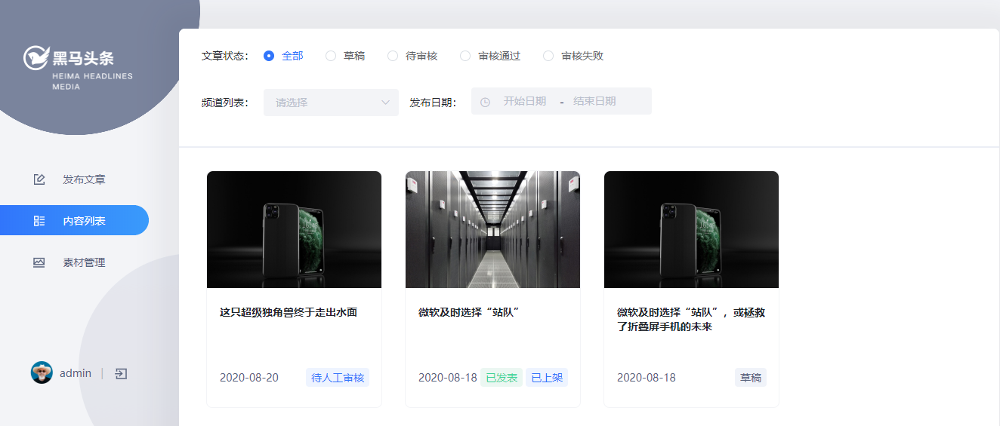 黑马头条
HEIMA HEADLINES
MEDIA
发布文章
内容列表
素材管理
admin
文章状态： 全部 草稿 待审核 审核通过 审核失败
频道列表： 请选择 发布日期： 开始日期 - 结束日期
这只超级独角兽终于走出水面
2020-08-20 待人工审核
微软及时选择“站队”
2020-08-18 已发表 已上架
微软及时选择“站队”，或拯救
了折叠屏手机的未来
2020-08-18 草稿